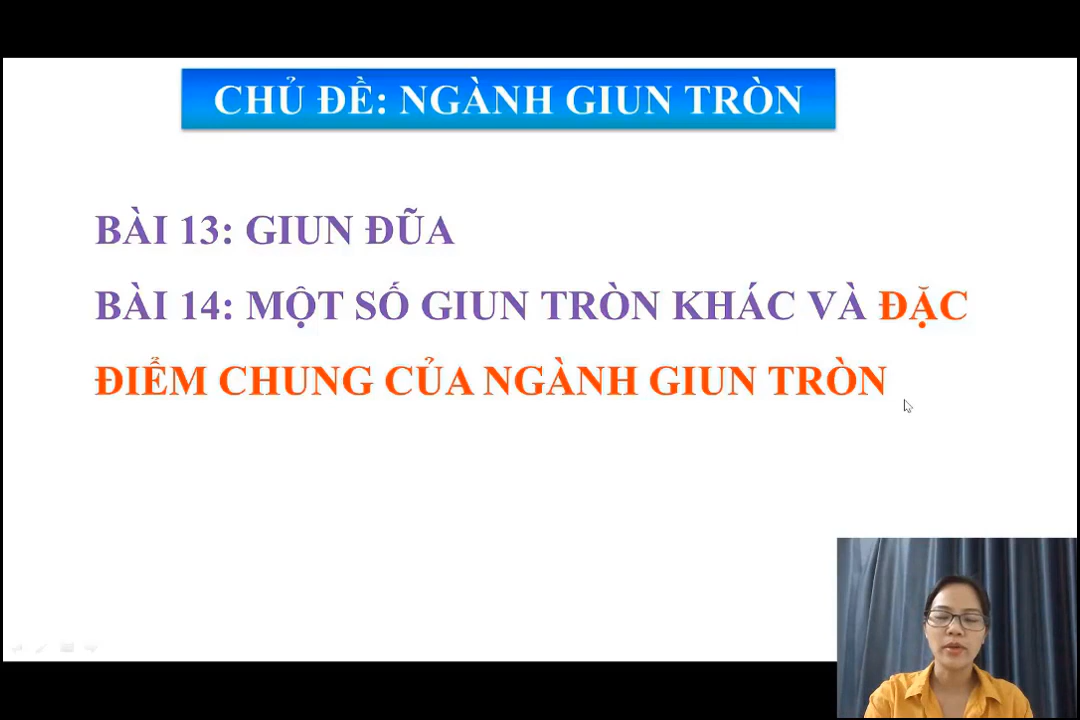 CHỦ ĐỀ: NGÀNH GIUN TRÒN
BÀI 13: GIUN ĐŨA
BÀI 14: MỘT SỐ GIUN TRÒN KHÁC VÀ ĐẶC
ĐIỂM CHUNG CỦA NGÀNH GIUN TRÒN